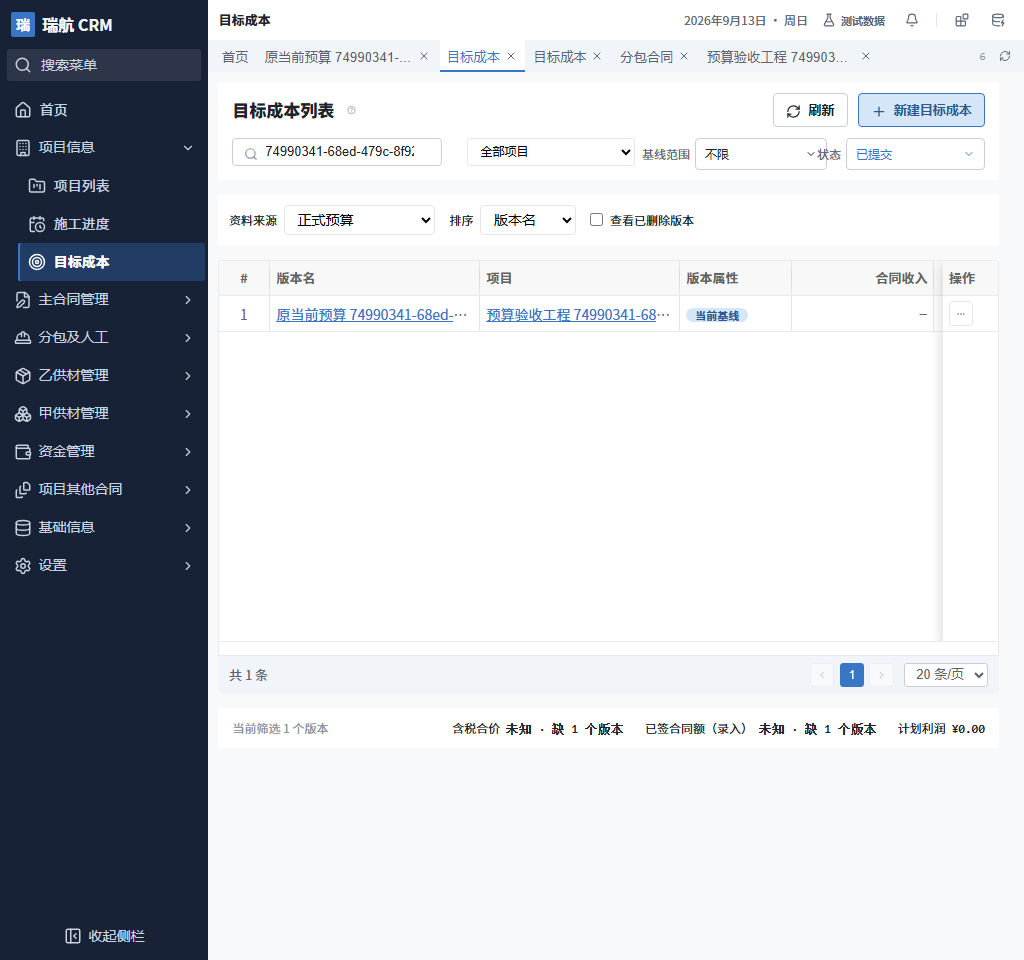 瑞 瑞航 CRM
搜索菜单
首页
项目信息
项目列表
施工进度
目标成本
主合同管理
分包及人工
乙供材管理
甲供材管理
资金管理
项目其他合同
基础信息
设置
收起侧栏
目标成本
2026年9月13日 · 周日 测试数据
首页 原当前预算 74990341-... 目标成本 目标成本 分包合同 预算验收工程 749903... 6
目标成本列表
刷新 新建目标成本
74990341-68ed-479c-8f92 全部项目 基线范围 不限 状态 已提交
资料来源 正式预算 排序 版本名 查看已删除版本
# 版本名 项目 版本属性 合同收入 操作
1 原当前预算 74990341-68ed-··· 预算验收工程 74990341-68··· 当前基线 – ···
共 1 条
1 20 条/页
当前筛选 1 个版本 含税合价 未知 · 缺 1 个版本 已签合同额（录入） 未知 · 缺 1 个版本 计划利润 ¥0.00